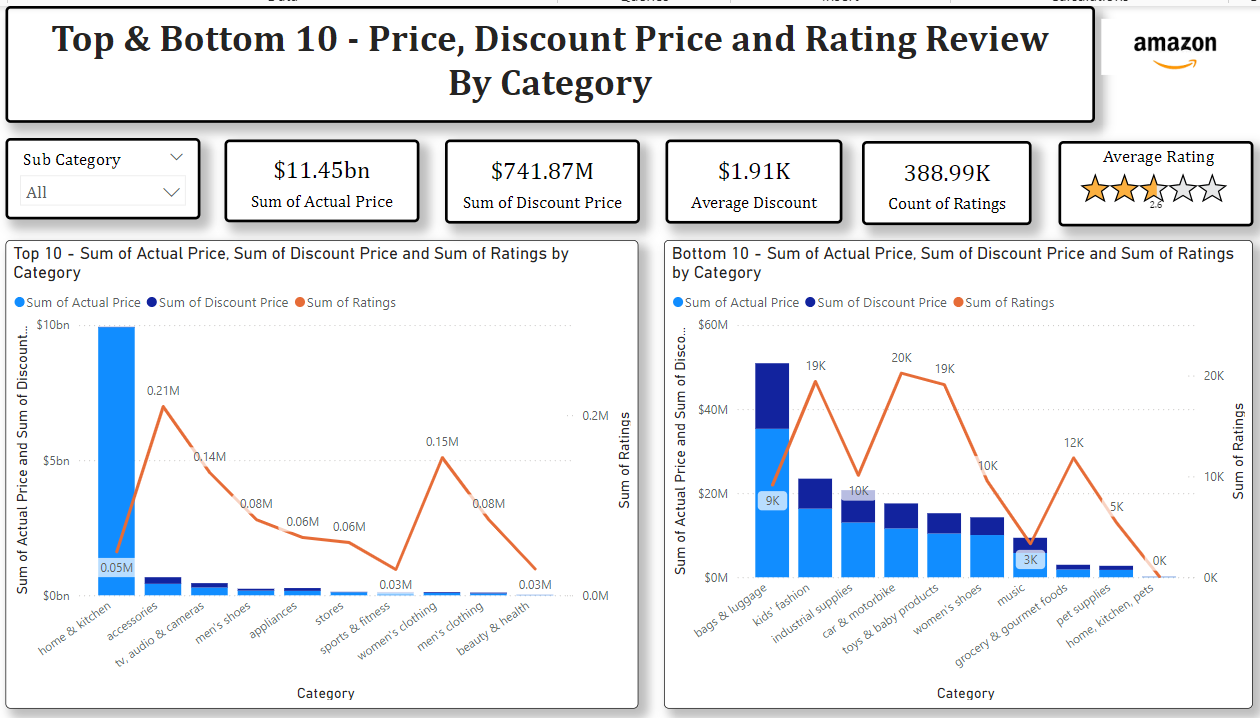 Top & Bottom 10 - Price, Discount Price and Rating Review
By Category
amazon
Sub Category
All
$11.45bn
Sum of Actual Price
$741.87M
Sum of Discount Price
$1.91K
Average Discount
388.99K
Count of Ratings
Average Rating
2.6
Top 10 - Sum of Actual Price, Sum of Discount Price and Sum of Ratings by
Category
Sum of Actual Price Sum of Discount Price Sum of Ratings
Sum of Actual Price and Sum of Discount...
$10bn
$5bn
$0bn
0.05M
0.21M
0.14M
0.08M
0.06M
0.06M
0.03M
0.15M
0.08M
0.03M
0.2M
0.0M
Sum of Ratings
home & kitchen
accessories
tv, audio & cameras
men's shoes
appliances
stores
sports & fitness
women's clothing
men's clothing
beauty & health
Category
Bottom 10 - Sum of Actual Price, Sum of Discount Price and Sum of Ratings
by Category
Sum of Actual Price Sum of Discount Price Sum of Ratings
Sum of Actual Price and Sum of Disco...
$60M
$40M
$20M
$0M
9K
19K
10K
20K
19K
10K
3K
12K
5K
0K
20K
10K
0K
Sum of Ratings
bags & luggage
kids' fashion
industrial supplies
car & motorbike
toys & baby products
women's shoes
music
grocery & gourmet foods
pet supplies
home, kitchen, pets
Category